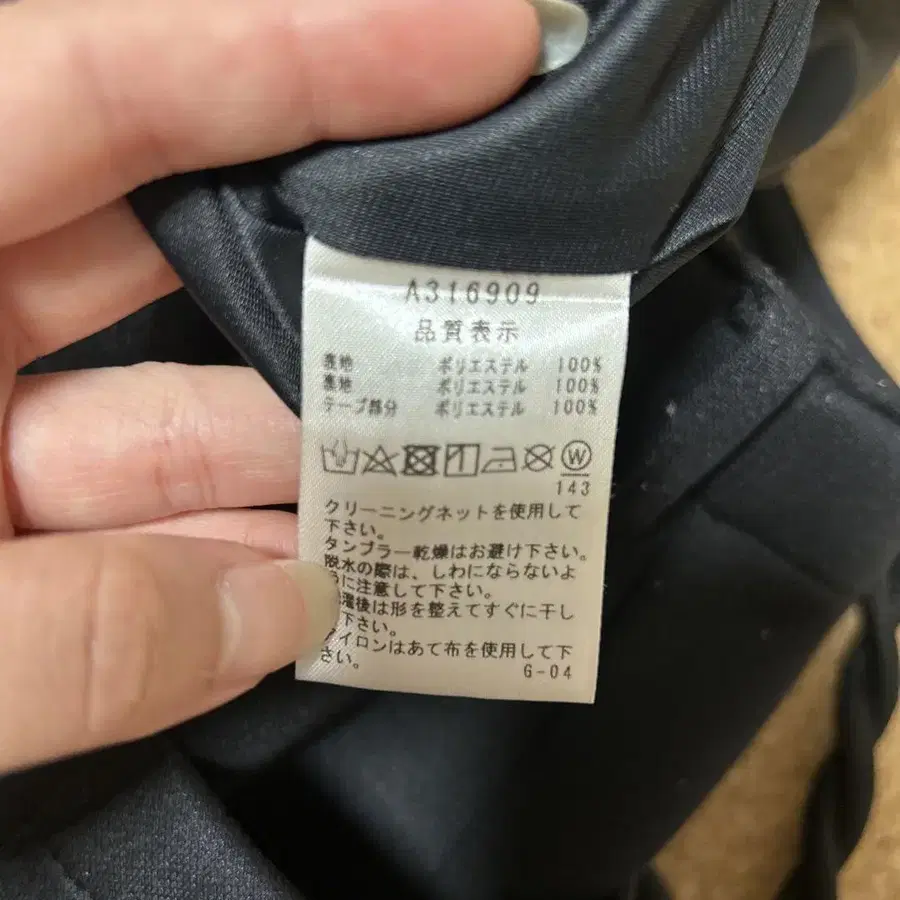 A316909
品質表示
表地 ポリエステル 100%
裏地 ポリエステル 100%
テープ部分 ポリエステル 100%
W
143
クリーニングネットを使用して
下さい。
タンブラー乾燥はお避け下さい。
脱水の際は、しわにならないよ
うに注意して下さい。
濯後は形を整えてすぐに干し
下さい。
アイロンはあて布を使用して下
さい。
G-04